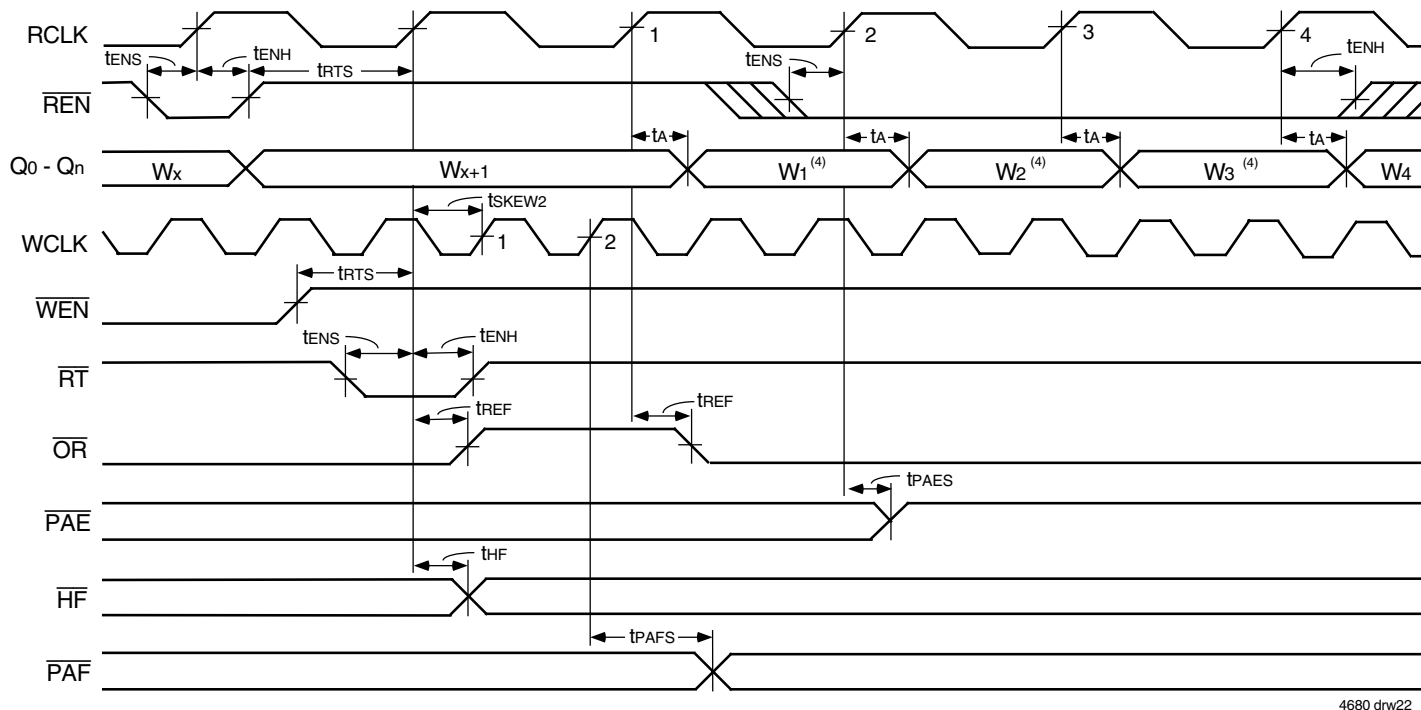 RCLK 1 2 3 4
tENS tENH tRTS tENS tENH
REN
tA tA tA tA
Q0 - Qn Wx Wx+1 W1(4) W2(4) W3(4) W4
tSKEW2
WCLK 1 2
tRTS
WEN
tENS tENH
RT
tREF tREF
OR
tPAES
PAE
tHF
HF
tPAFS
PAF
4680 drw22